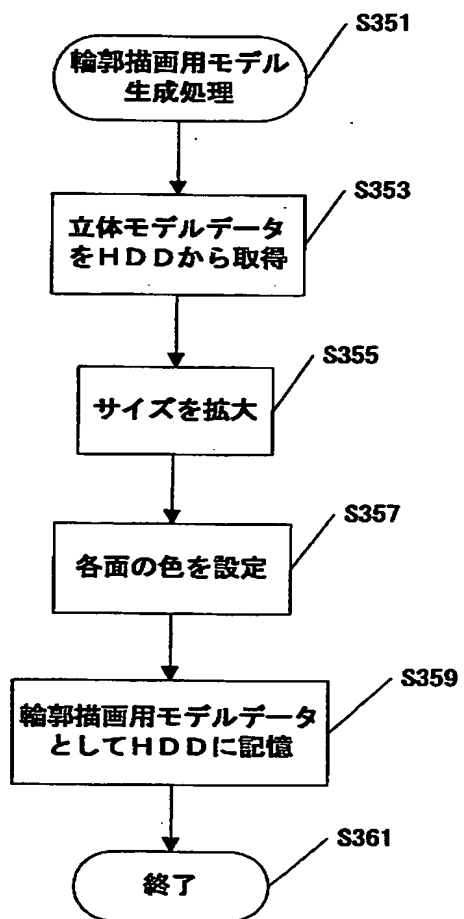 S351
輪郭描画用モデル
生成処理
S353
立体モデルデータ
をHDDから取得
S355
サイズを拡大
S357
各面の色を設定
S359
輪郭描画用モデルデータ
としてHDDに記憶
S361
終了